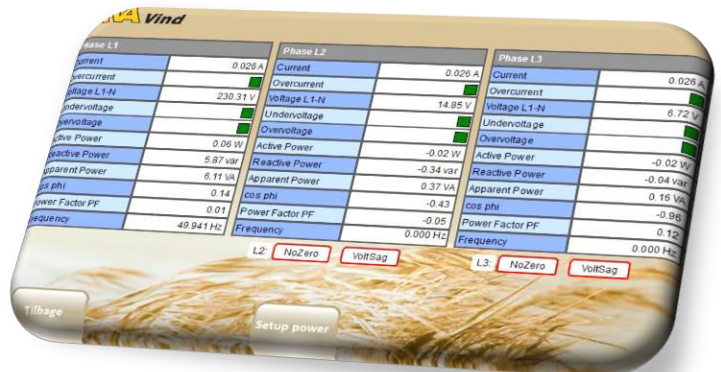 Vind
Phase L1
Current 0.026 A
Overcurrent
Voltage L1-N 230.31 V
Undervoltage
Overvoltage
Active Power 0.06 W
Reactive Power 5.87 var
Apparent Power 6.11 VA
cos phi 0.14
Power Factor PF 0.01
Frequency 49.941 Hz
Phase L2
Current 0.026 A
Overcurrent
Voltage L1-N 14.85 V
Undervoltage
Overvoltage
Active Power -0.02 W
Reactive Power -0.34 var
Apparent Power 0.37 VA
cos phi -0.43
Power Factor PF -0.05
Frequency 0.000 Hz
L2: NoZero VoltSag
Phase L3
Current 0.026 A
Overcurrent
Voltage L1-N 6.72 V
Undervoltage
Overvoltage
Active Power -0.02 W
Reactive Power -0.04 var
Apparent Power 0.16 VA
cos phi -0.96
Power Factor PF 0.12
Frequency 0.000 Hz
L3: NoZero VoltSag
Tilbage
Setup power